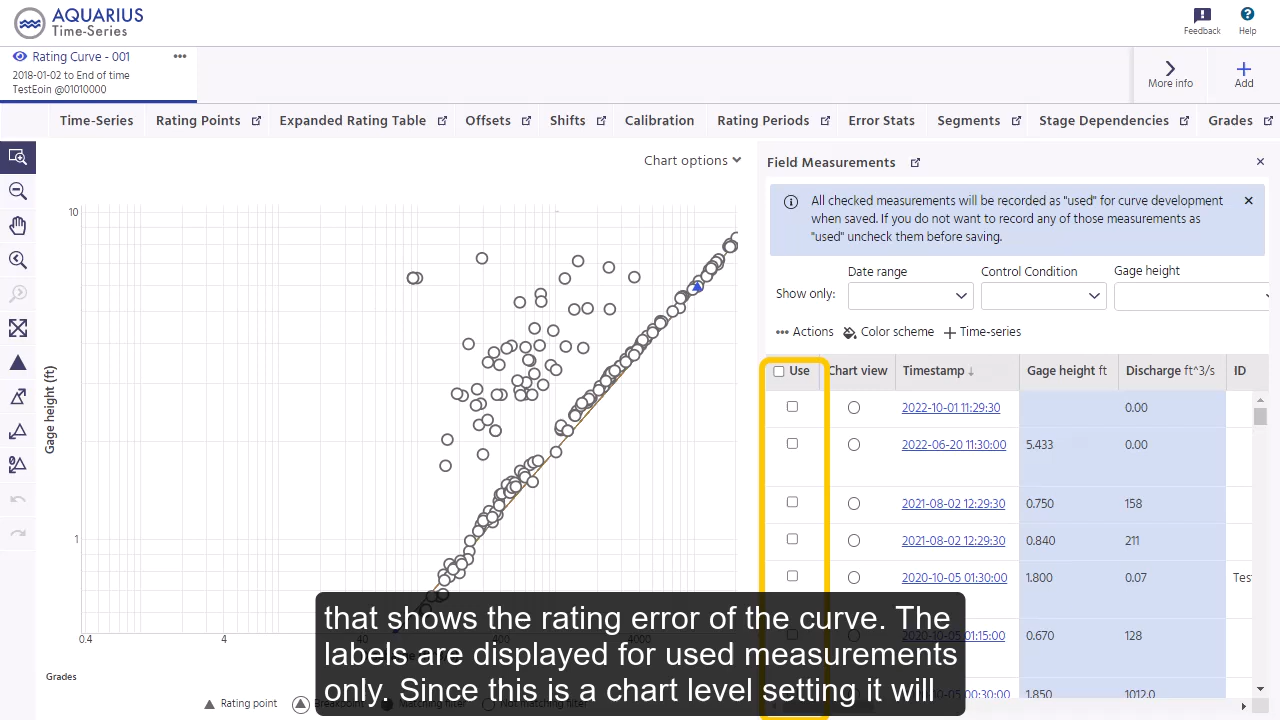 AQUARIUS
Time-Series
Feedback
Help
Rating Curve - 001
2018-01-02 to End of time
TestEoin @01010000
More info
Add
Time-Series
Rating Points
Expanded Rating Table
Offsets
Shifts
Calibration
Rating Periods
Error Stats
Segments
Stage Dependencies
Grades
Chart options
Field Measurements
All checked measurements will be recorded as "used" for curve development
when saved. If you do not want to record any of those measurements as
"used" uncheck them before saving.
Show only:
Date range
Control Condition
Gage height
Actions
Color scheme
Time-series
Use
Chart view
Timestamp
Gage height ft
Discharge ft^3/s
ID
2022-10-01 11:29:30
0.00
2022-06-20 11:30:00
5.433
0.00
2021-08-02 12:29:30
0.750
158
2021-08-02 12:29:30
0.840
211
2020-10-05 01:30:00
1.800
0.07
Tes
2020-10-05 01:15:00
0.670
128
00:30:00
1.850
1012.0
Gage height (ft)
10
1
0.4
4
40
4000
Grades
Rating point
that shows the rating error of the curve. The
labels are displayed for used measurements
only. Since this is a chart level setting it will